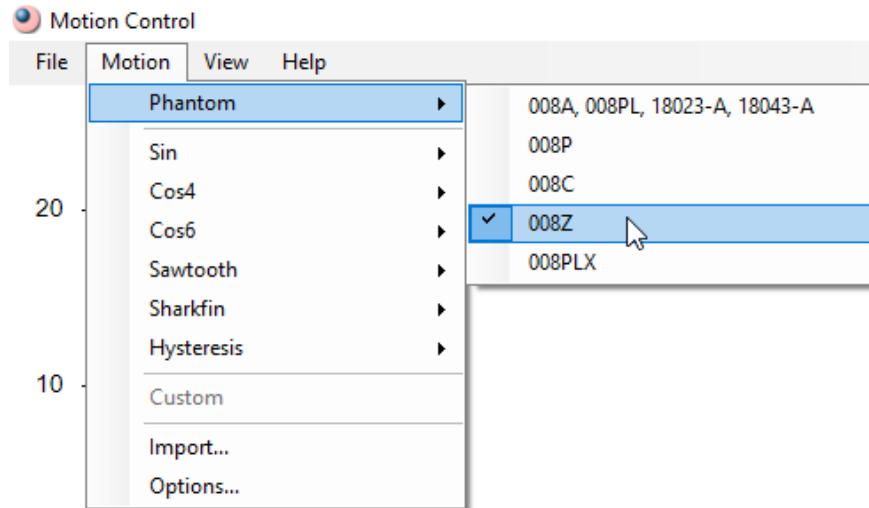 Motion Control
File Motion View Help
Phantom
008A, 008PL, 18023-A, 18043-A
008P
008C
008Z
008PLX
Sin
Cos4
Cos6
Sawtooth
Sharkfin
Hysteresis
Custom
Import...
Options...
20
10